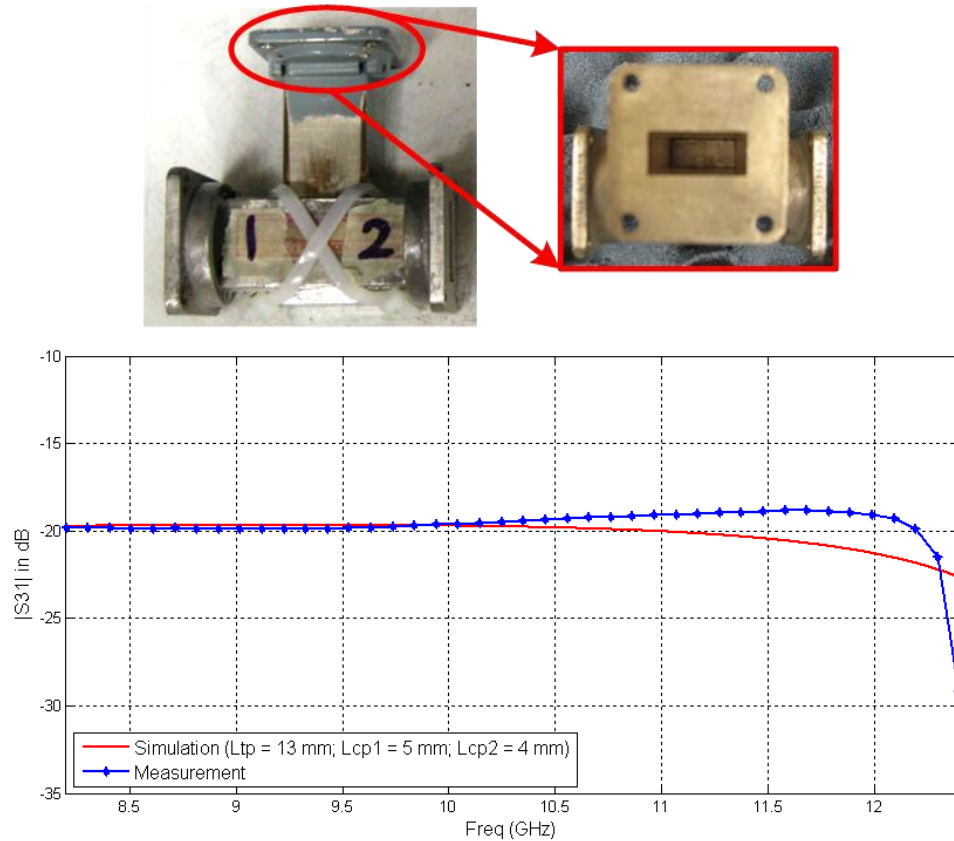 1 2
-10
-15
-20
-25
-30
-35
|S31| in dB
Simulation (Ltp = 13 mm; Lcp1 = 5 mm; Lcp2 = 4 mm)
Measurement
8.5 9 9.5 10 10.5 11 11.5 12
Freq (GHz)